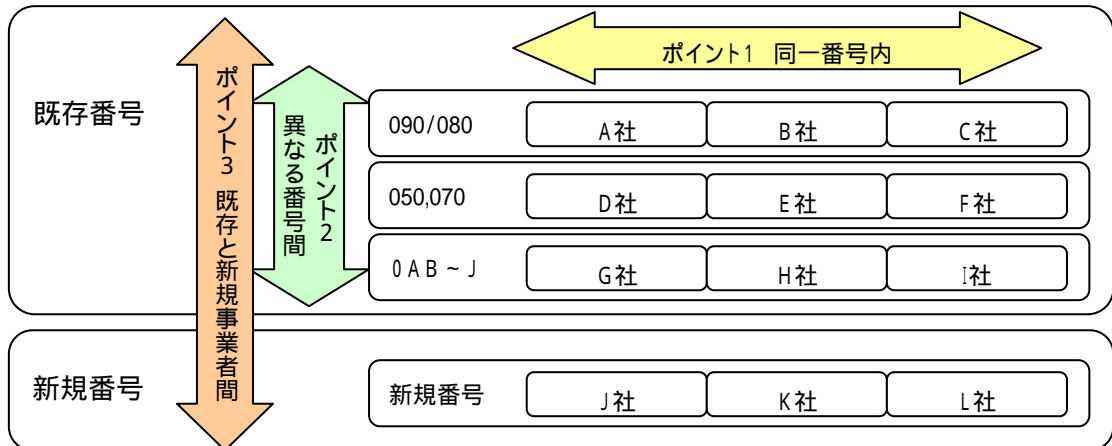 ポイント1 同一番号内
既存番号
ポイント3 既存と新規事業者間
ポイント2
異なる番号間
090/080
A社
B社
C社
050,070
D社
E社
F社
0AB~J
G社
H社
I社
新規番号
新規番号
J社
K社
L社